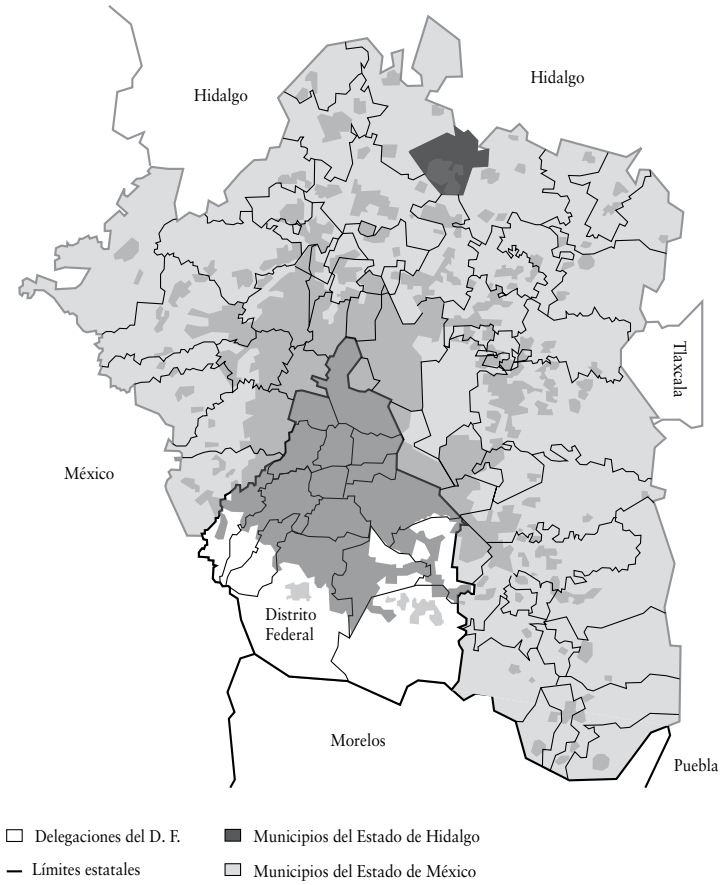 Hidalgo
Hidalgo
Tlaxcala
México
Distrito
Federal
Morelos
Puebla
Delegaciones del D. F.
Municipios del Estado de Hidalgo
Límites estatales
Municipios del Estado de México